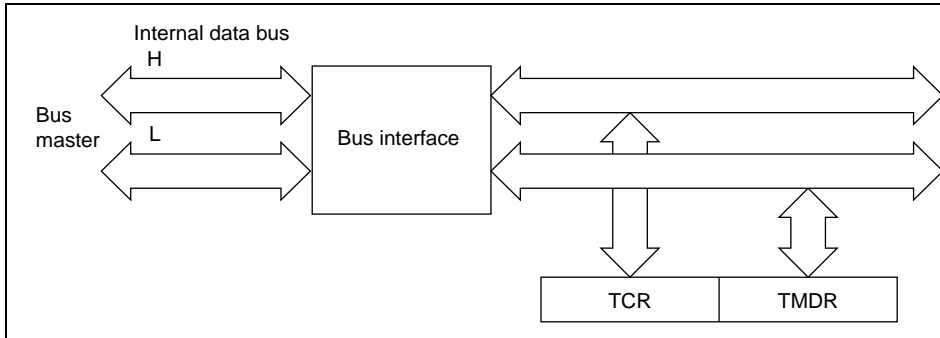 Internal data bus
H
Bus
master
L
Bus interface
TCR
TMDR